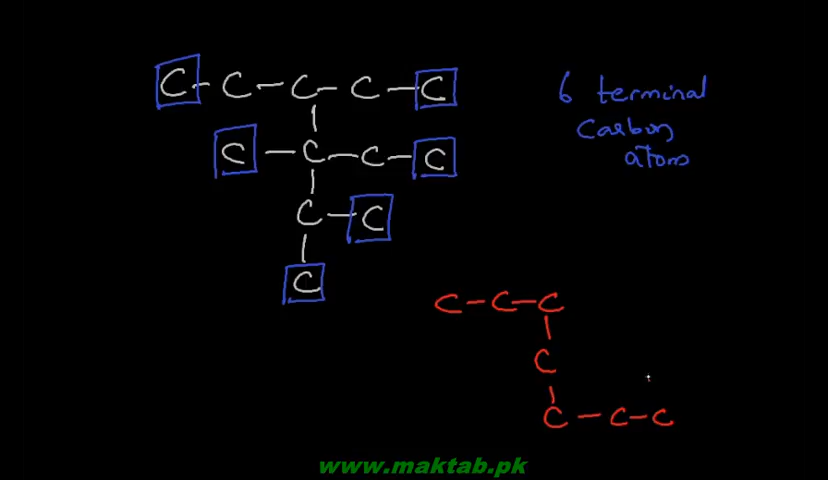 C - C - C - C - C
6 terminal
Carbon
atoms
C - C - C - C
C - C
C
C - C - C
C
C - C - C
www.maktab.pk